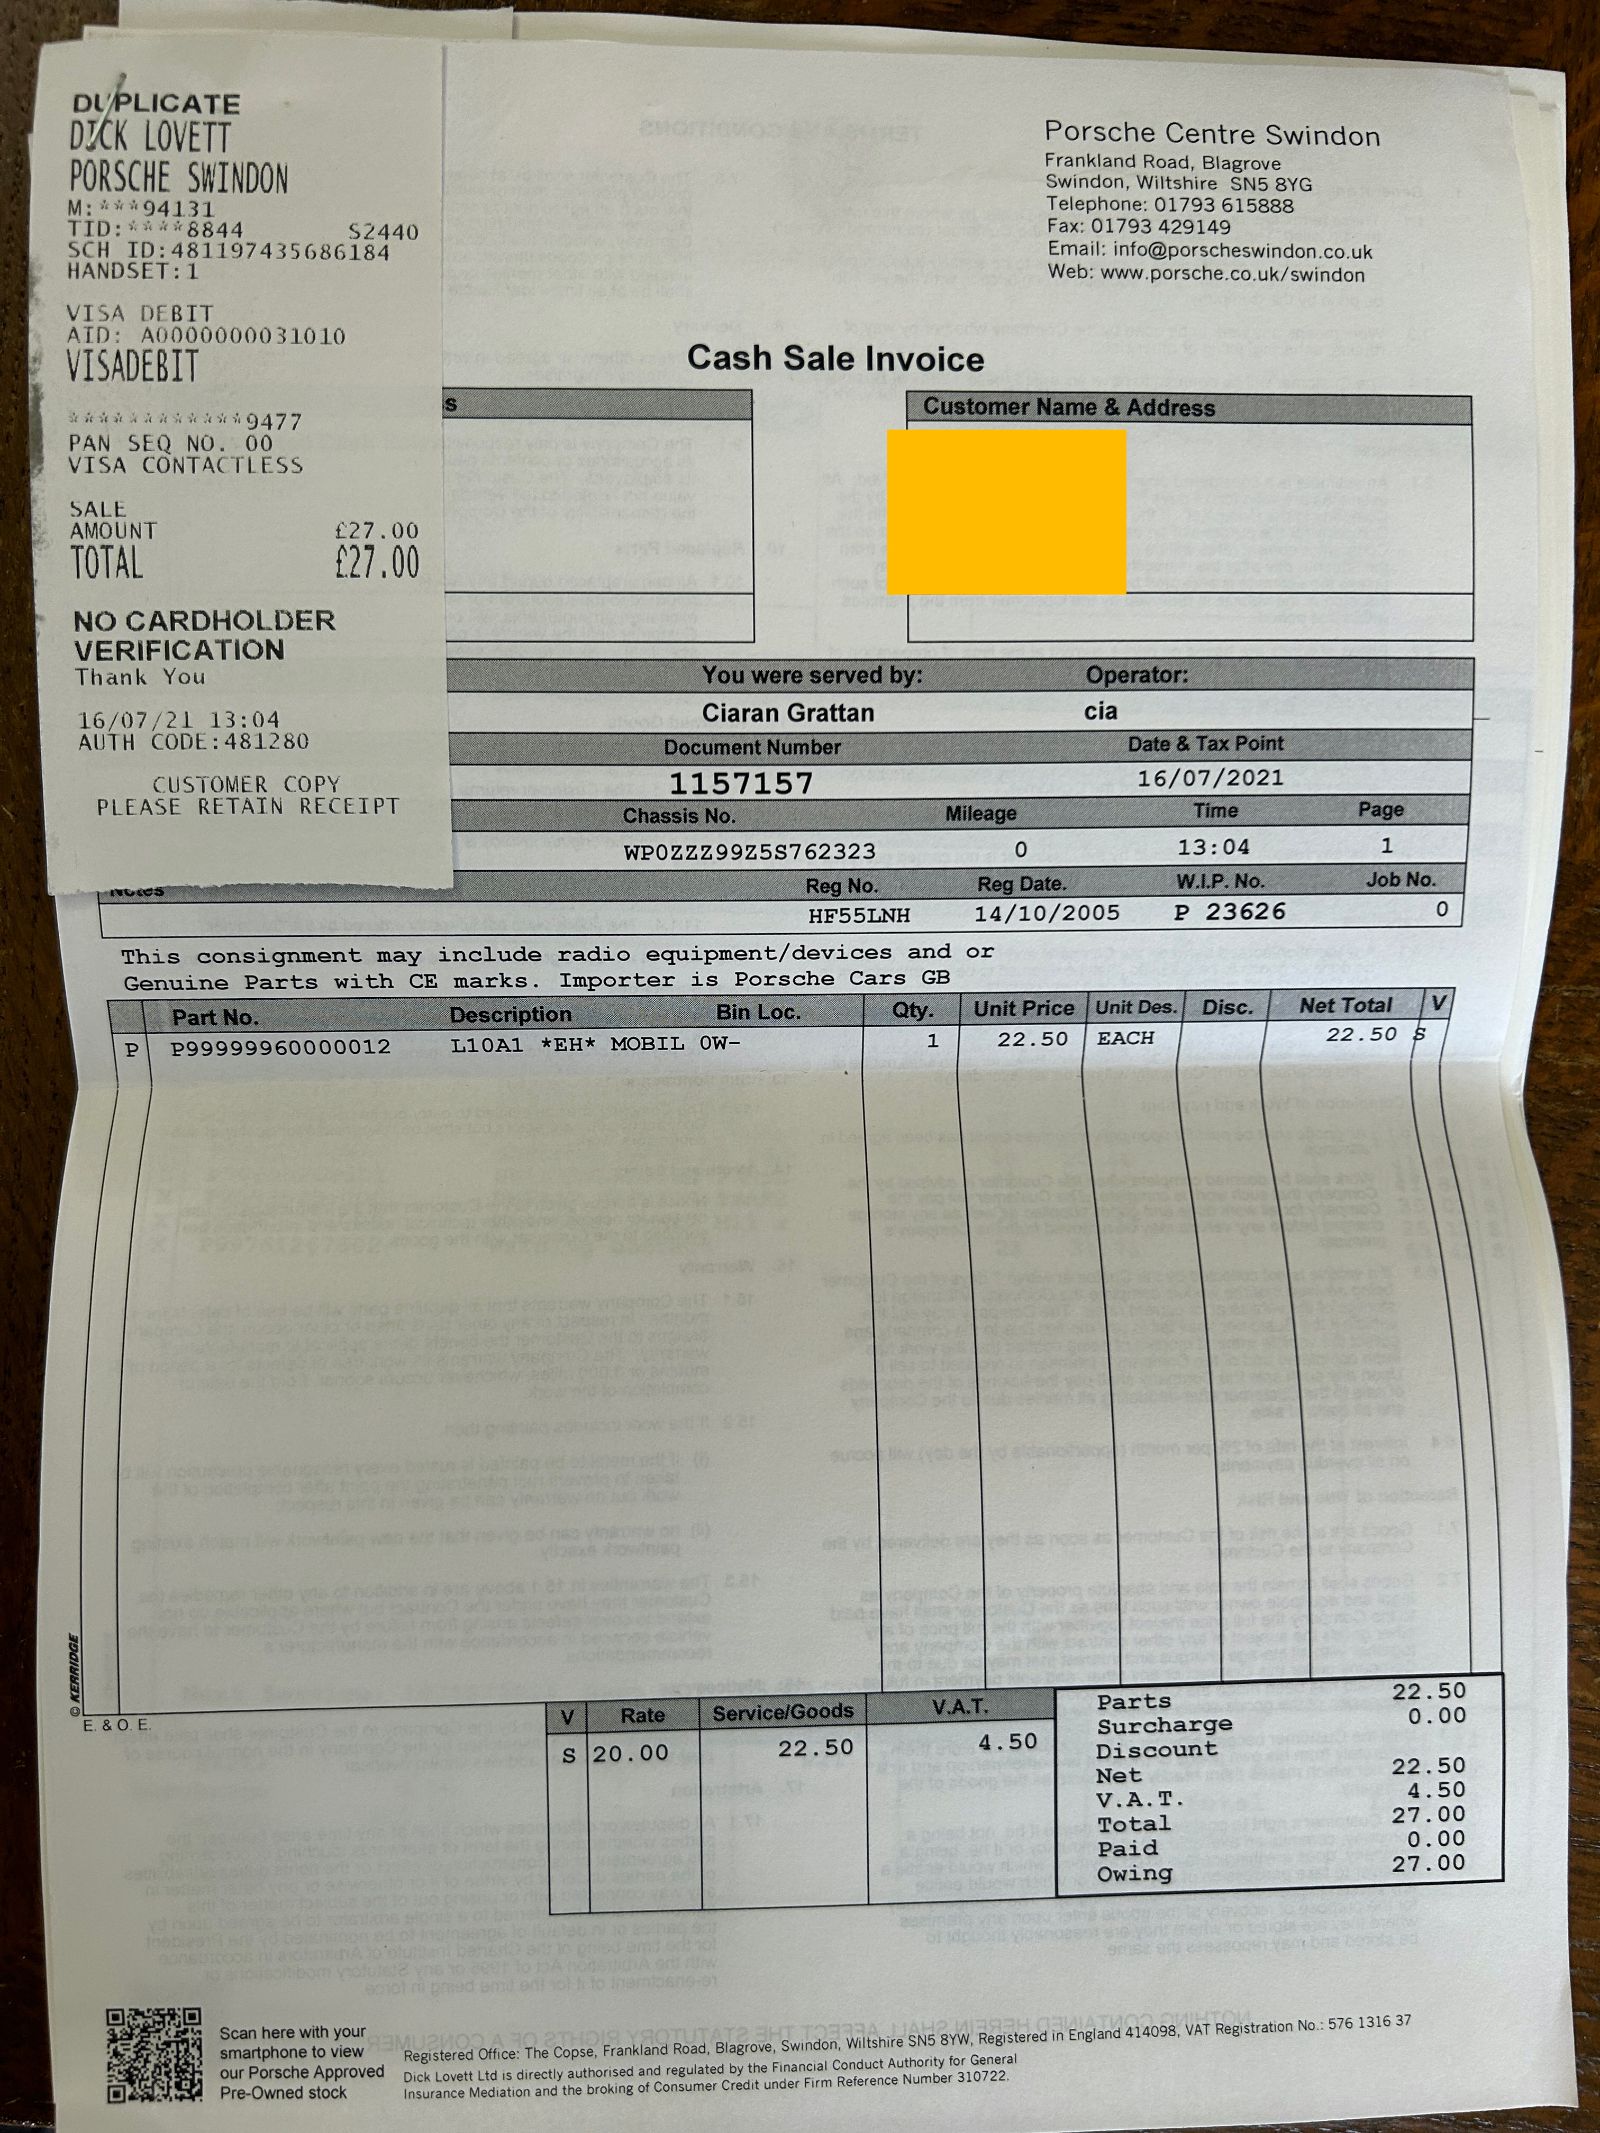 DUPLICATE
DICK LOVETT
PORSCHE SWINDON
M:***94131
TID:****8844 S2440
SCH ID:481197435686184
HANDSET:1
VISA DEBIT
AID: A0000000031010
VISADEBIT
************9477
PAN SEQ NO. 00
VISA CONTACTLESS
SALE
AMOUNT £27.00
TOTAL £27.00
NO CARDHOLDER
VERIFICATION
Thank You
16/07/21 13:04
AUTH CODE:481280
CUSTOMER COPY
PLEASE RETAIN RECEIPT
Porsche Centre Swindon
Frankland Road, Blagrove
Swindon, Wiltshire SN5 8YG
Telephone: 01793 615888
Fax: 01793 429149
Email: info@porscheswindon.co.uk
Web: www.porsche.co.uk/swindon
Cash Sale Invoice
s Customer Name & Address
You were served by: Operator:
Ciaran Grattan cia
Document Number Date & Tax Point
1157157 16/07/2021
Chassis No. Mileage Time Page
WP0ZZZ99Z5S762323 0 13:04 1
Notes Reg No. Reg Date. W.I.P. No. Job No.
HF55LNH 14/10/2005 P 23626 0
This consignment may include radio equipment/devices and or
Genuine Parts with CE marks. Importer is Porsche Cars GB
Part No. Description Bin Loc. Qty. Unit Price Unit Des. Disc. Net Total V
P P99999960000012 L10A1 *EH* MOBIL 0W- 1 22.50 EACH 22.50 S
© KERRIDGE
E. & O. E.
V Rate Service/Goods V.A.T.
S 20.00 22.50 4.50
Parts 22.50
Surcharge 0.00
Discount
Net 22.50
V.A.T. 4.50
Total 27.00
Paid 0.00
Owing 27.00
Scan here with your
smartphone to view
our Porsche Approved
Pre-Owned stock
Registered Office: The Copse, Frankland Road, Blagrove, Swindon, Wiltshire SN5 8YW, Registered in England 414098, VAT Registration No.: 576 1316 37
Dick Lovett Ltd is directly authorised and regulated by the Financial Conduct Authority for General
Insurance Mediation and the broking of Consumer Credit under Firm Reference Number 310722.